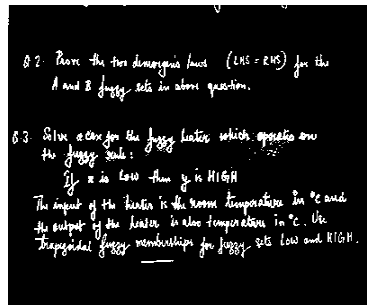 Q 2. Prove the two demorgan's laws (LHS = RHS) for the
A and B fuzzy sets in above question.
Q.3. Solve a case for the fuzzy heater which operates on
the fuzzy rule:
If x is low then y is HIGH
The input of the heater is the room temperature in °C and
the output of the heater is also temperature in °C. Use
trapezoidal fuzzy memberships for fuzzy sets low and HIGH.